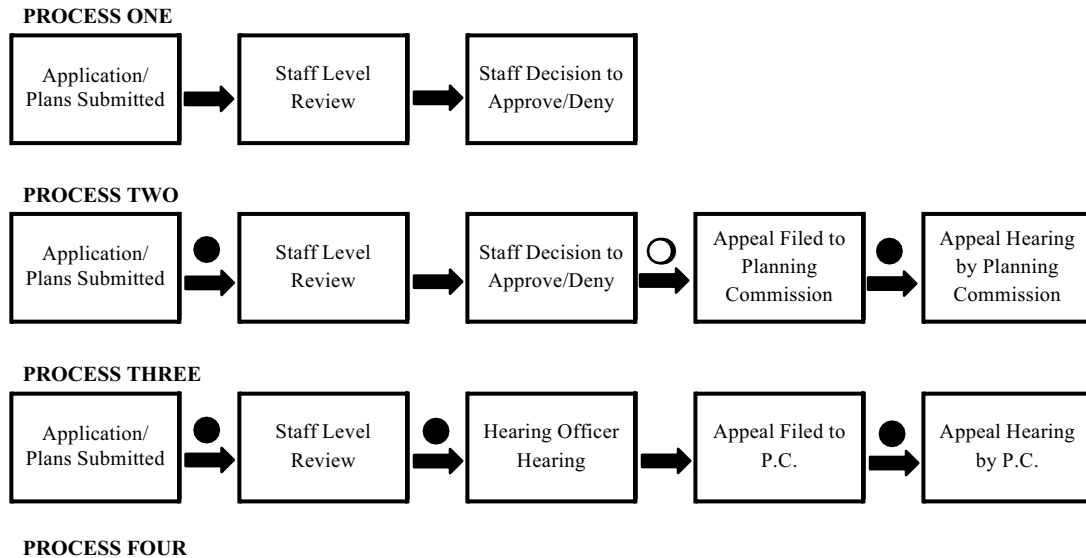 PROCESS ONE
Application/
Plans Submitted
Staff Level
Review
Staff Decision to
Approve/Deny
PROCESS TWO
Application/
Plans Submitted
Staff Level
Review
Staff Decision to
Approve/Deny
Appeal Filed to
Planning
Commission
Appeal Hearing
by Planning
Commission
PROCESS THREE
Application/
Plans Submitted
Staff Level
Review
Hearing Officer
Hearing
Appeal Filed to
P.C.
Appeal Hearing
by P.C.
PROCESS FOUR